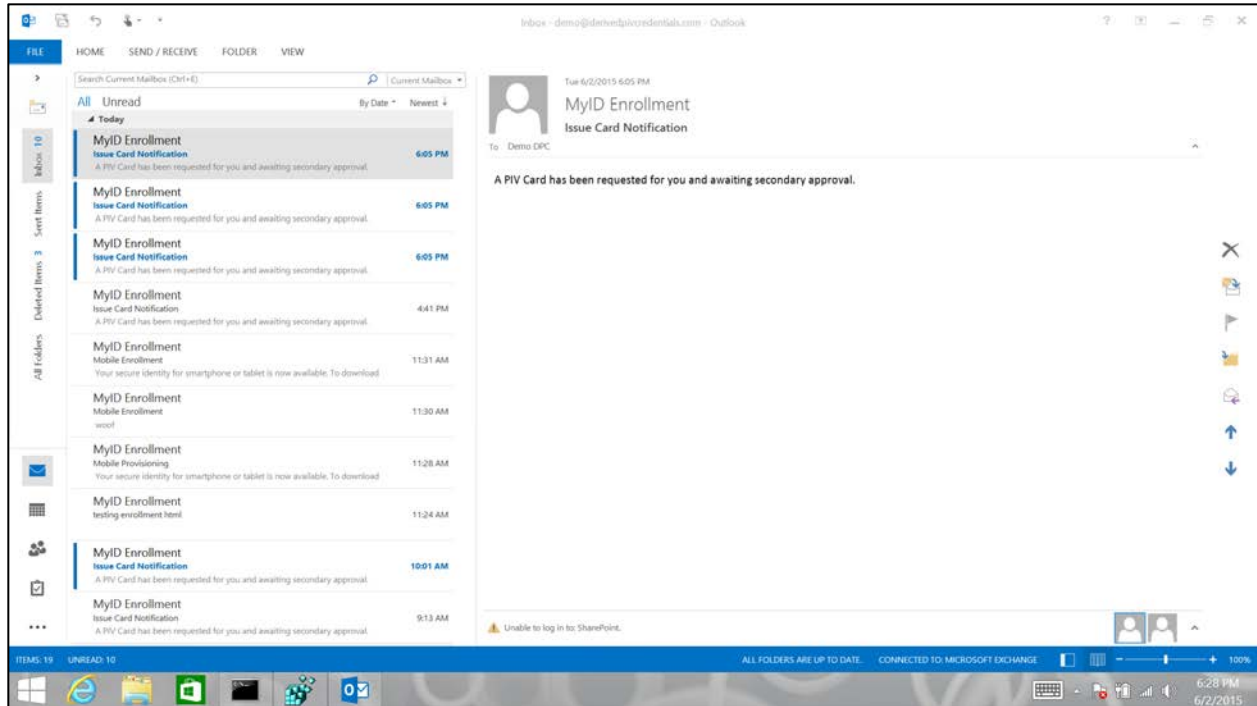 Inbox - demo@derivedpivcredentials.com - Outlook
FILE HOME SEND / RECEIVE FOLDER VIEW
Search Current Mailbox (Ctrl+E) Current Mailbox
All Unread By Date Newest
Today
MyID Enrollment
Issue Card Notification 6:05 PM
A PIV Card has been requested for you and awaiting secondary approval.
MyID Enrollment
Issue Card Notification 6:05 PM
A PIV Card has been requested for you and awaiting secondary approval.
MyID Enrollment
Issue Card Notification 6:05 PM
A PIV Card has been requested for you and awaiting secondary approval.
MyID Enrollment
Issue Card Notification 4:41 PM
A PIV Card has been requested for you and awaiting secondary approval.
MyID Enrollment
Mobile Enrollment 11:31 AM
Your secure identity for smartphone or tablet is now available. To download
MyID Enrollment
Mobile Enrollment 11:30 AM
woof
MyID Enrollment
Mobile Provisioning 11:28 AM
Your secure identity for smartphone or tablet is now available. To download
MyID Enrollment
testing enrollment html 11:24 AM
MyID Enrollment
Issue Card Notification 10:01 AM
A PIV Card has been requested for you and awaiting secondary approval.
MyID Enrollment
Issue Card Notification 9:13 AM
A PIV Card has been requested for you and awaiting secondary approval.
Inbox 10
Sent Items
Deleted Items 3
All Folders
Tue 6/2/2015 6:05 PM
MyID Enrollment
Issue Card Notification
To Demo DPC
A PIV Card has been requested for you and awaiting secondary approval.
Unable to log in to: SharePoint.
ITEMS: 19 UNREAD: 10 ALL FOLDERS ARE UP TO DATE. CONNECTED TO: MICROSOFT EXCHANGE 100%
6:28 PM
6/2/2015